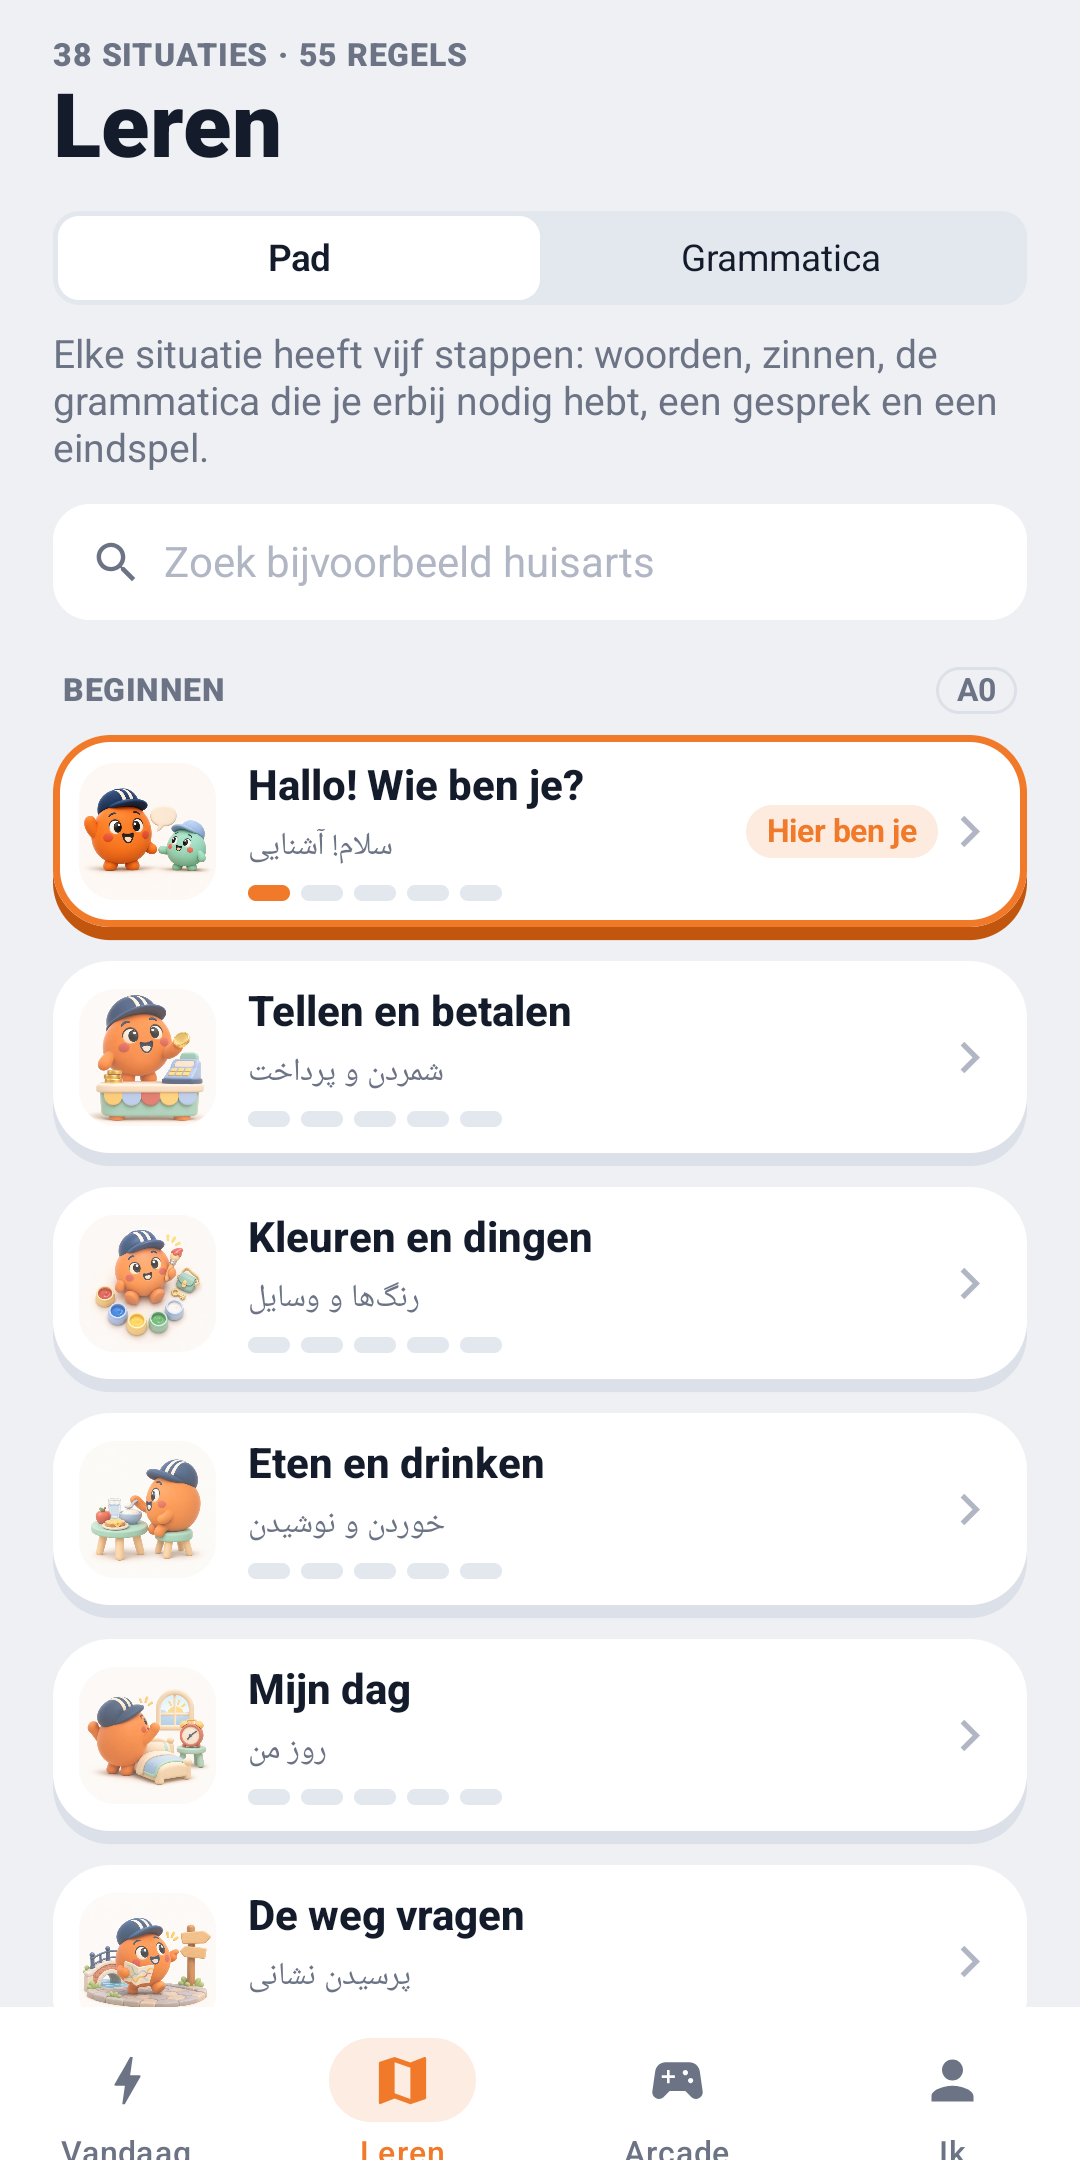 38 SITUATIES · 55 REGELS
Leren
Pad
Grammatica
Elke situatie heeft vijf stappen: woorden, zinnen, de
grammatica die je erbij nodig hebt, een gesprek en een
eindspel.
Zoek bijvoorbeeld huisarts
BEGINNEN
A0
Hallo! Wie ben je?
سلام! آشنایی
Hier ben je
Tellen en betalen
شمردن و پرداخت
Kleuren en dingen
رنگ‌ها و وسایل
Eten en drinken
خوردن و نوشیدن
Mijn dag
روز من
De weg vragen
پرسیدن نشانی
Vandaag
Leren
Arcade
Ik